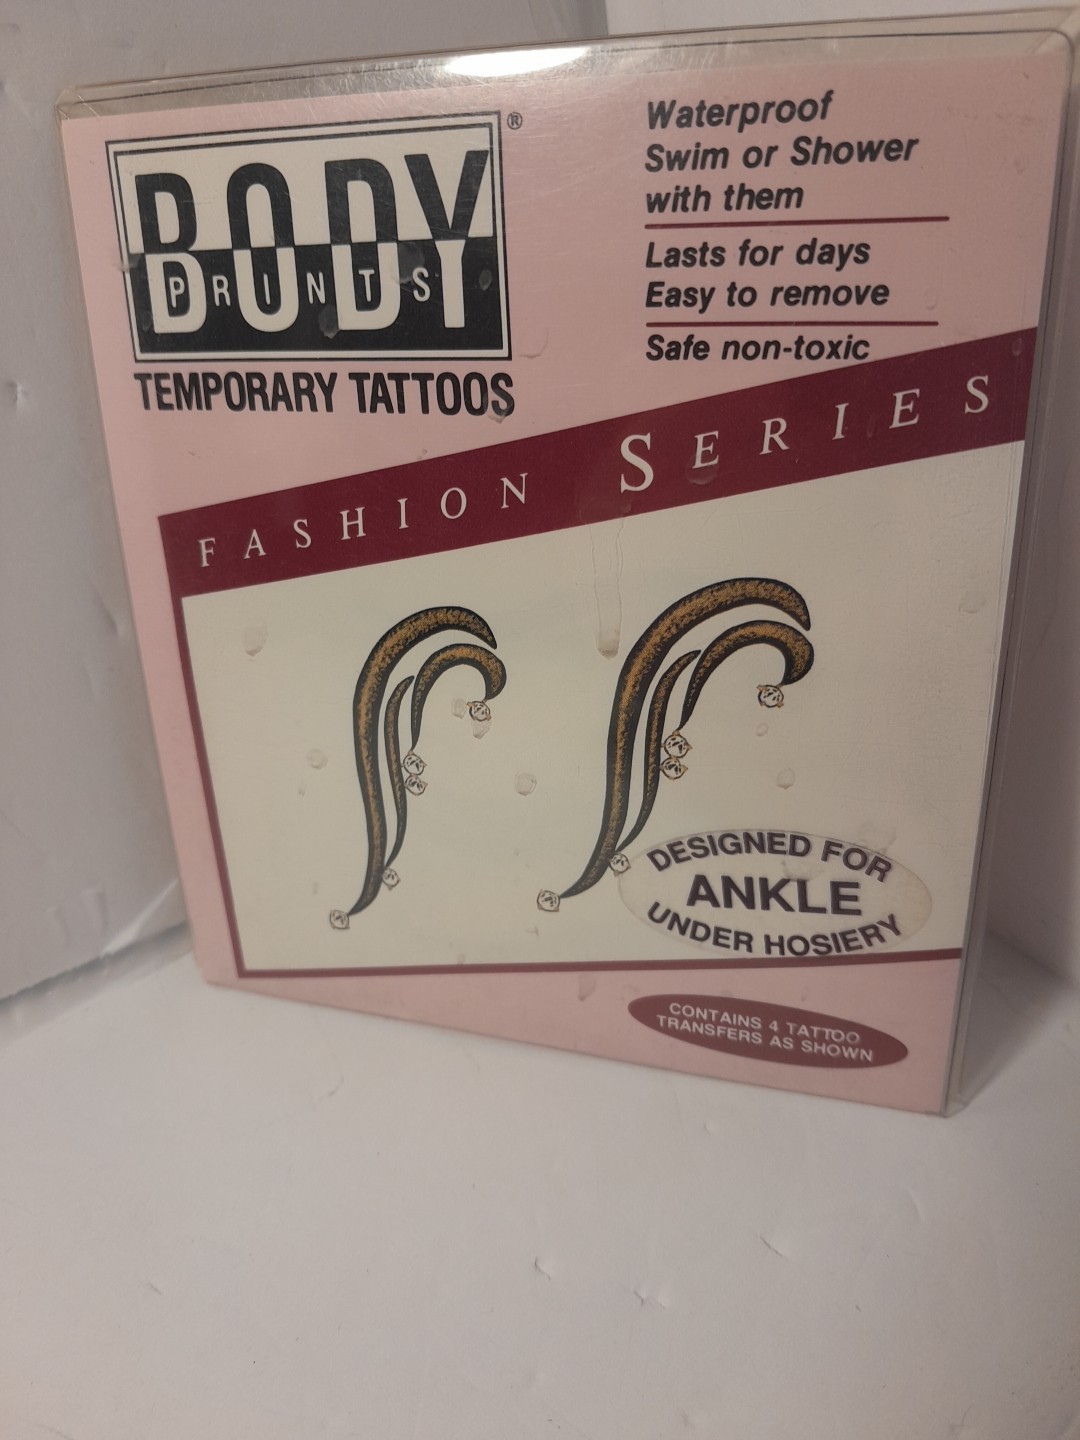 BODY
PRINTS
®
TEMPORARY TATTOOS
Waterproof
Swim or Shower
with them
Lasts for days
Easy to remove
Safe non-toxic
FASHION SERIES
DESIGNED FOR
ANKLE
UNDER HOSIERY
CONTAINS 4 TATTOO
TRANSFERS AS SHOWN